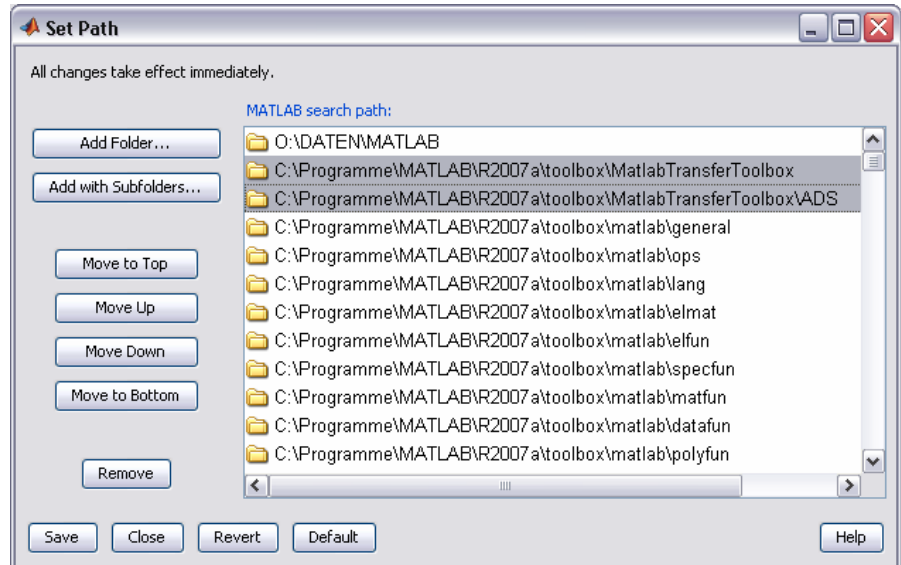 Set Path
All changes take effect immediately.
MATLAB search path:
Add Folder...
Add with Subfolders...
Move to Top
Move Up
Move Down
Move to Bottom
Remove
O:\DATEN\MATLAB
C:\Programme\MATLAB\R2007a\toolbox\MatlabTransferToolbox
C:\Programme\MATLAB\R2007a\toolbox\MatlabTransferToolbox\ADS
C:\Programme\MATLAB\R2007a\toolbox\matlab\general
C:\Programme\MATLAB\R2007a\toolbox\matlab\ops
C:\Programme\MATLAB\R2007a\toolbox\matlab\lang
C:\Programme\MATLAB\R2007a\toolbox\matlab\elmat
C:\Programme\MATLAB\R2007a\toolbox\matlab\elfun
C:\Programme\MATLAB\R2007a\toolbox\matlab\specfun
C:\Programme\MATLAB\R2007a\toolbox\matlab\matfun
C:\Programme\MATLAB\R2007a\toolbox\matlab\datafun
C:\Programme\MATLAB\R2007a\toolbox\matlab\polyfun
Save
Close
Revert
Default
Help